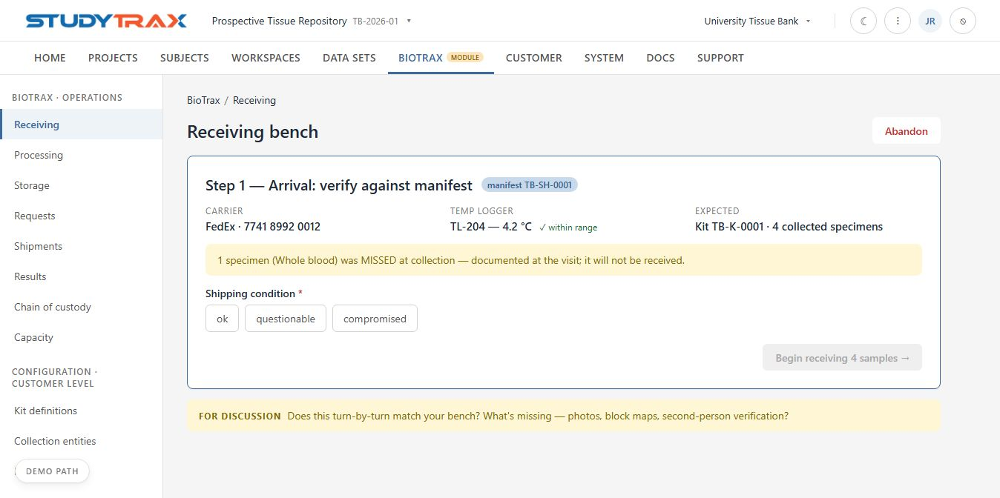 STUDYTRAX
Prospective Tissue Repository TB-2026-01
University Tissue Bank
JR
HOME PROJECTS SUBJECTS WORKSPACES DATA SETS BIOTRAX MODULE CUSTOMER SYSTEM DOCS SUPPORT
BIOTRAX · OPERATIONS
Receiving
Processing
Storage
Requests
Shipments
Results
Chain of custody
Capacity
CONFIGURATION ·
CUSTOMER LEVEL
Kit definitions
Collection entities
DEMO PATH
BioTrax / Receiving
Receiving bench
Abandon
Step 1 — Arrival: verify against manifest manifest TB-SH-0001
CARRIER TEMP LOGGER EXPECTED
FedEx · 7741 8992 0012 TL-204 — 4.2 °C ✓ within range Kit TB-K-0001 · 4 collected specimens
1 specimen (Whole blood) was MISSED at collection — documented at the visit; it will not be received.
Shipping condition *
ok questionable compromised
Begin receiving 4 samples →
FOR DISCUSSION Does this turn-by-turn match your bench? What's missing — photos, block maps, second-person verification?